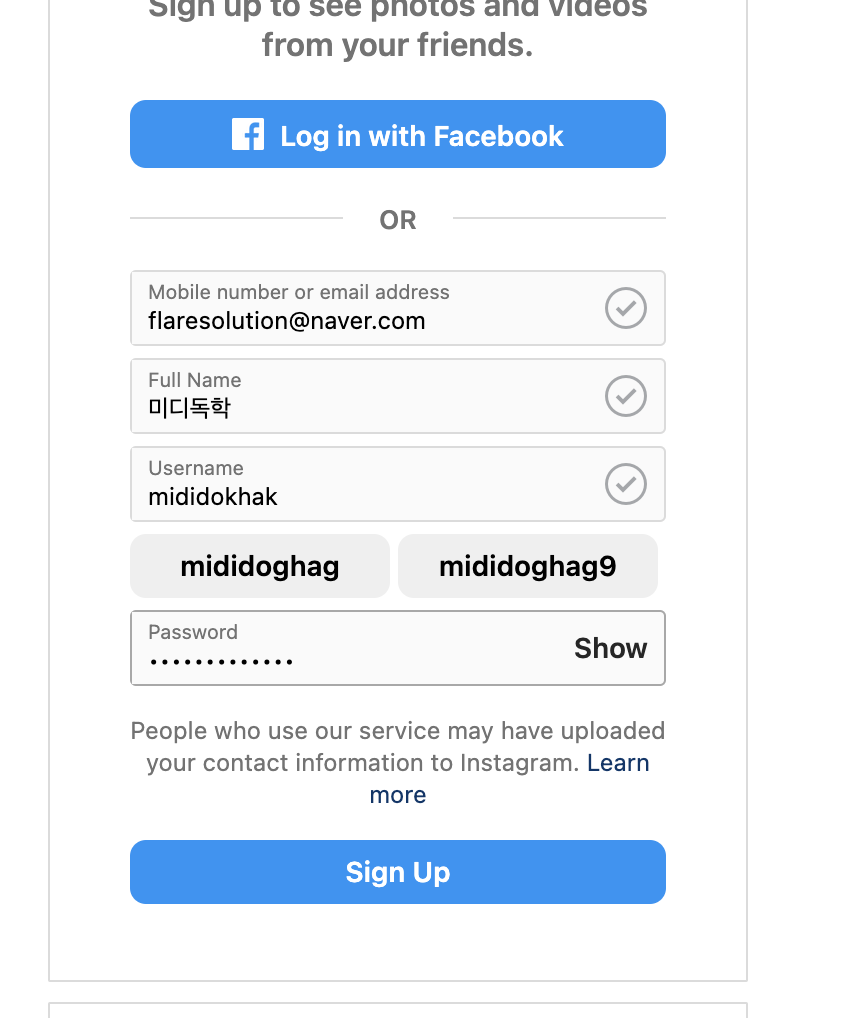 Sign up to see photos and videos
from your friends.
Log in with Facebook
OR
Mobile number or email address
flaresolution@naver.com
Full Name
미디독학
Username
mididokhak
mididoghag mididoghag9
Password
•••••••••••••
Show
People who use our service may have uploaded
your contact information to Instagram. Learn
more
Sign Up